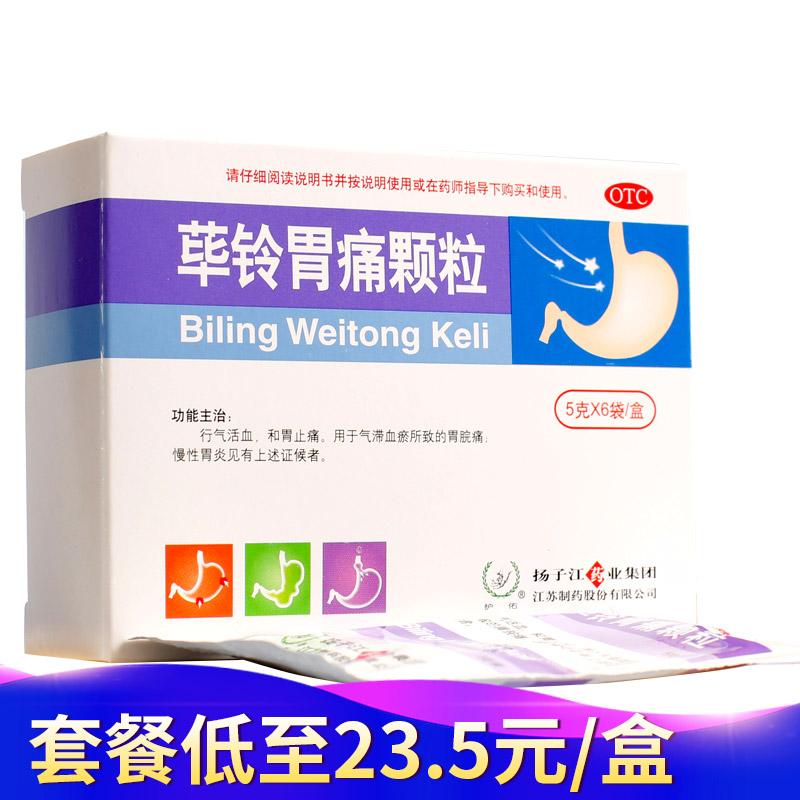 请仔细阅读说明书并按说明使用或在药师指导下购买和使用。
OTC
荜铃胃痛颗粒
Biling Weitong Keli
5克X6袋/盒
功能主治：
行气活血，和胃止痛。用于气滞血瘀所致的胃脘痛；
慢性胃炎见有上述证候者。
扬子江药业集团
江苏制药股份有限公司
护佑®
套餐低至23.5元/盒